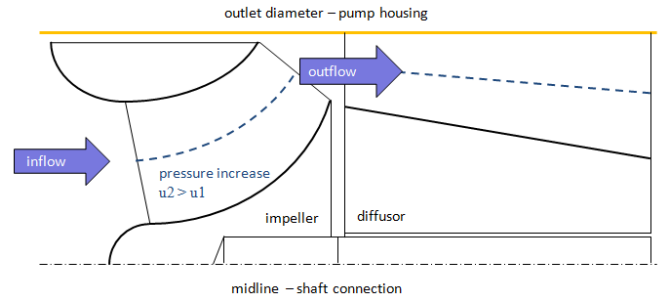 outlet diameter – pump housing
outflow
inflow
pressure increase
u2 > u1
impeller
diffusor
midline – shaft connection